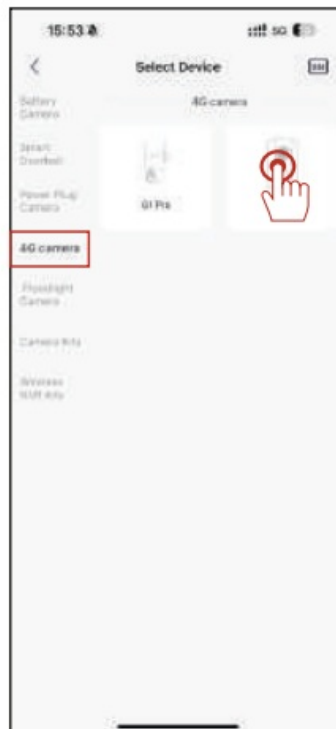 15:53
5G
Select Device
Battery
Camera
4G camera
Smart
Doorbell
Power Plug
Camera
G1 Pro
4G camera
Floodlight
Camera
Camera Kits
Wireless
NVR Kits